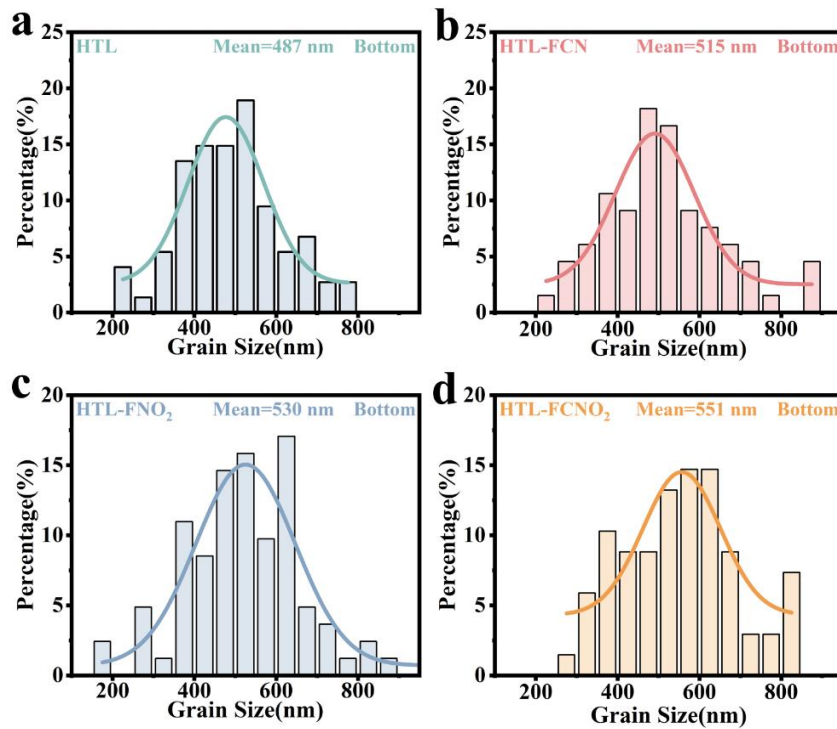 a
HTL Mean=487 nm Bottom
25
20
15
10
5
0
Percentage(%)
200 400 600 800
Grain Size(nm)
b
HTL-FCN Mean=515 nm Bottom
25
20
15
10
5
0
Percentage(%)
200 400 600 800
Grain Size(nm)
c
HTL-FNO₂ Mean=530 nm Bottom
20
15
10
5
0
Percentage(%)
200 400 600 800
Grain Size(nm)
d
HTL-FCNO₂ Mean=551 nm Bottom
20
15
10
5
0
Percentage(%)
200 400 600 800
Grain Size(nm)